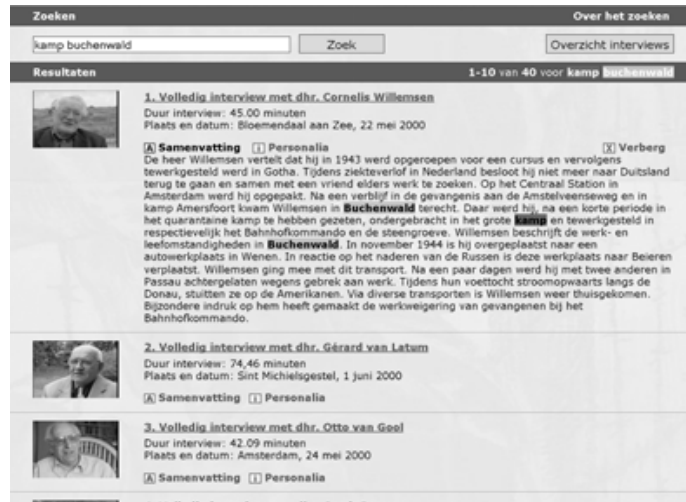 Zoeken
Over het zoeken
kamp buchenwald
Zoek
Overzicht interviews
Resultaten
1-10 van 40 voor kamp buchenwald
1. Volledig interview met dhr. Cornelis Willemsen
Duur interview: 45.00 minuten
Plaats en datum: Bloemendaal aan Zee, 22 mei 2000
A Samenvatting i Personalia
X Verberg
De heer Willemsen vertelt dat hij in 1943 werd opgeroepen voor een cursus en vervolgens
tewerkgesteld werd in Gotha. Tijdens ziekteverlof in Nederland besloot hij niet meer naar Duitsland
terug te gaan en samen met een vriend elders werk te zoeken. Op het Centraal Station in
Amsterdam werd hij opgepakt. Na een verblijf in de gevangenis aan de Amstelveenseweg en in
kamp Amersfoort kwam Willemsen in Buchenwald terecht. Daar werd hij, na een korte periode in
het quarantaine kamp te hebben gezeten, ondergebracht in het grote kamp en tewerkgesteld in
respectievelijk het Bahnhofkommando en de steengroeve. Willemsen beschrijft de werk- en
leefomstandigheden in Buchenwald. In november 1944 is hij overgeplaatst naar een
autowerkplaats in Wenen. In reactie op het naderen van de Russen is deze werkplaats naar Beieren
verplaatst. Willemsen ging mee met dit transport. Na een paar dagen werd hij met twee anderen in
Passau achtergelaten wegens gebrek aan werk. Tijdens hun voettocht stroomopwaarts langs de
Donau, stuitten ze op de Amerikanen. Via diverse transporten is Willemsen weer thuisgekomen.
Bijzondere indruk op hem heeft gemaakt de werkweigering van gevangenen bij het
Bahnhofkommando.
2. Volledig interview met dhr. Gérard van Latum
Duur interview: 74,46 minuten
Plaats en datum: Sint Michielsgestel, 1 juni 2000
A Samenvatting i Personalia
3. Volledig interview met dhr. Otto van Gool
Duur interview: 42.09 minuten
Plaats en datum: Amsterdam, 24 mei 2000
A Samenvatting i Personalia